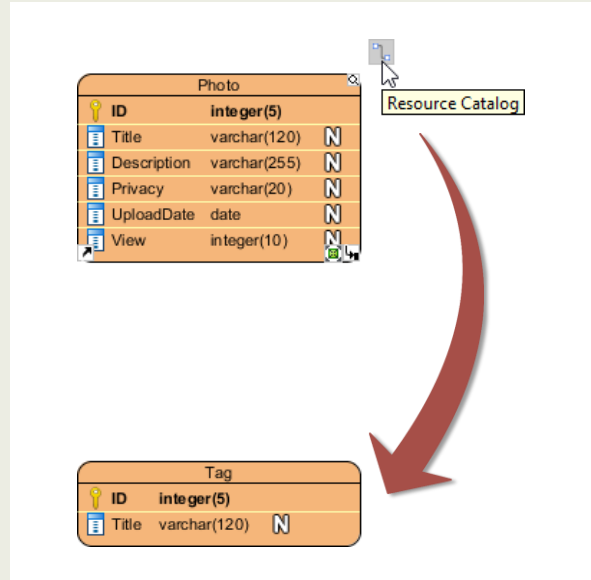 Photo
Resource Catalog
ID integer(5)
Title varchar(120) N
Description varchar(255) N
Privacy varchar(20) N
UploadDate date N
View integer(10) N
Tag
ID integer(5)
Title varchar(120) N